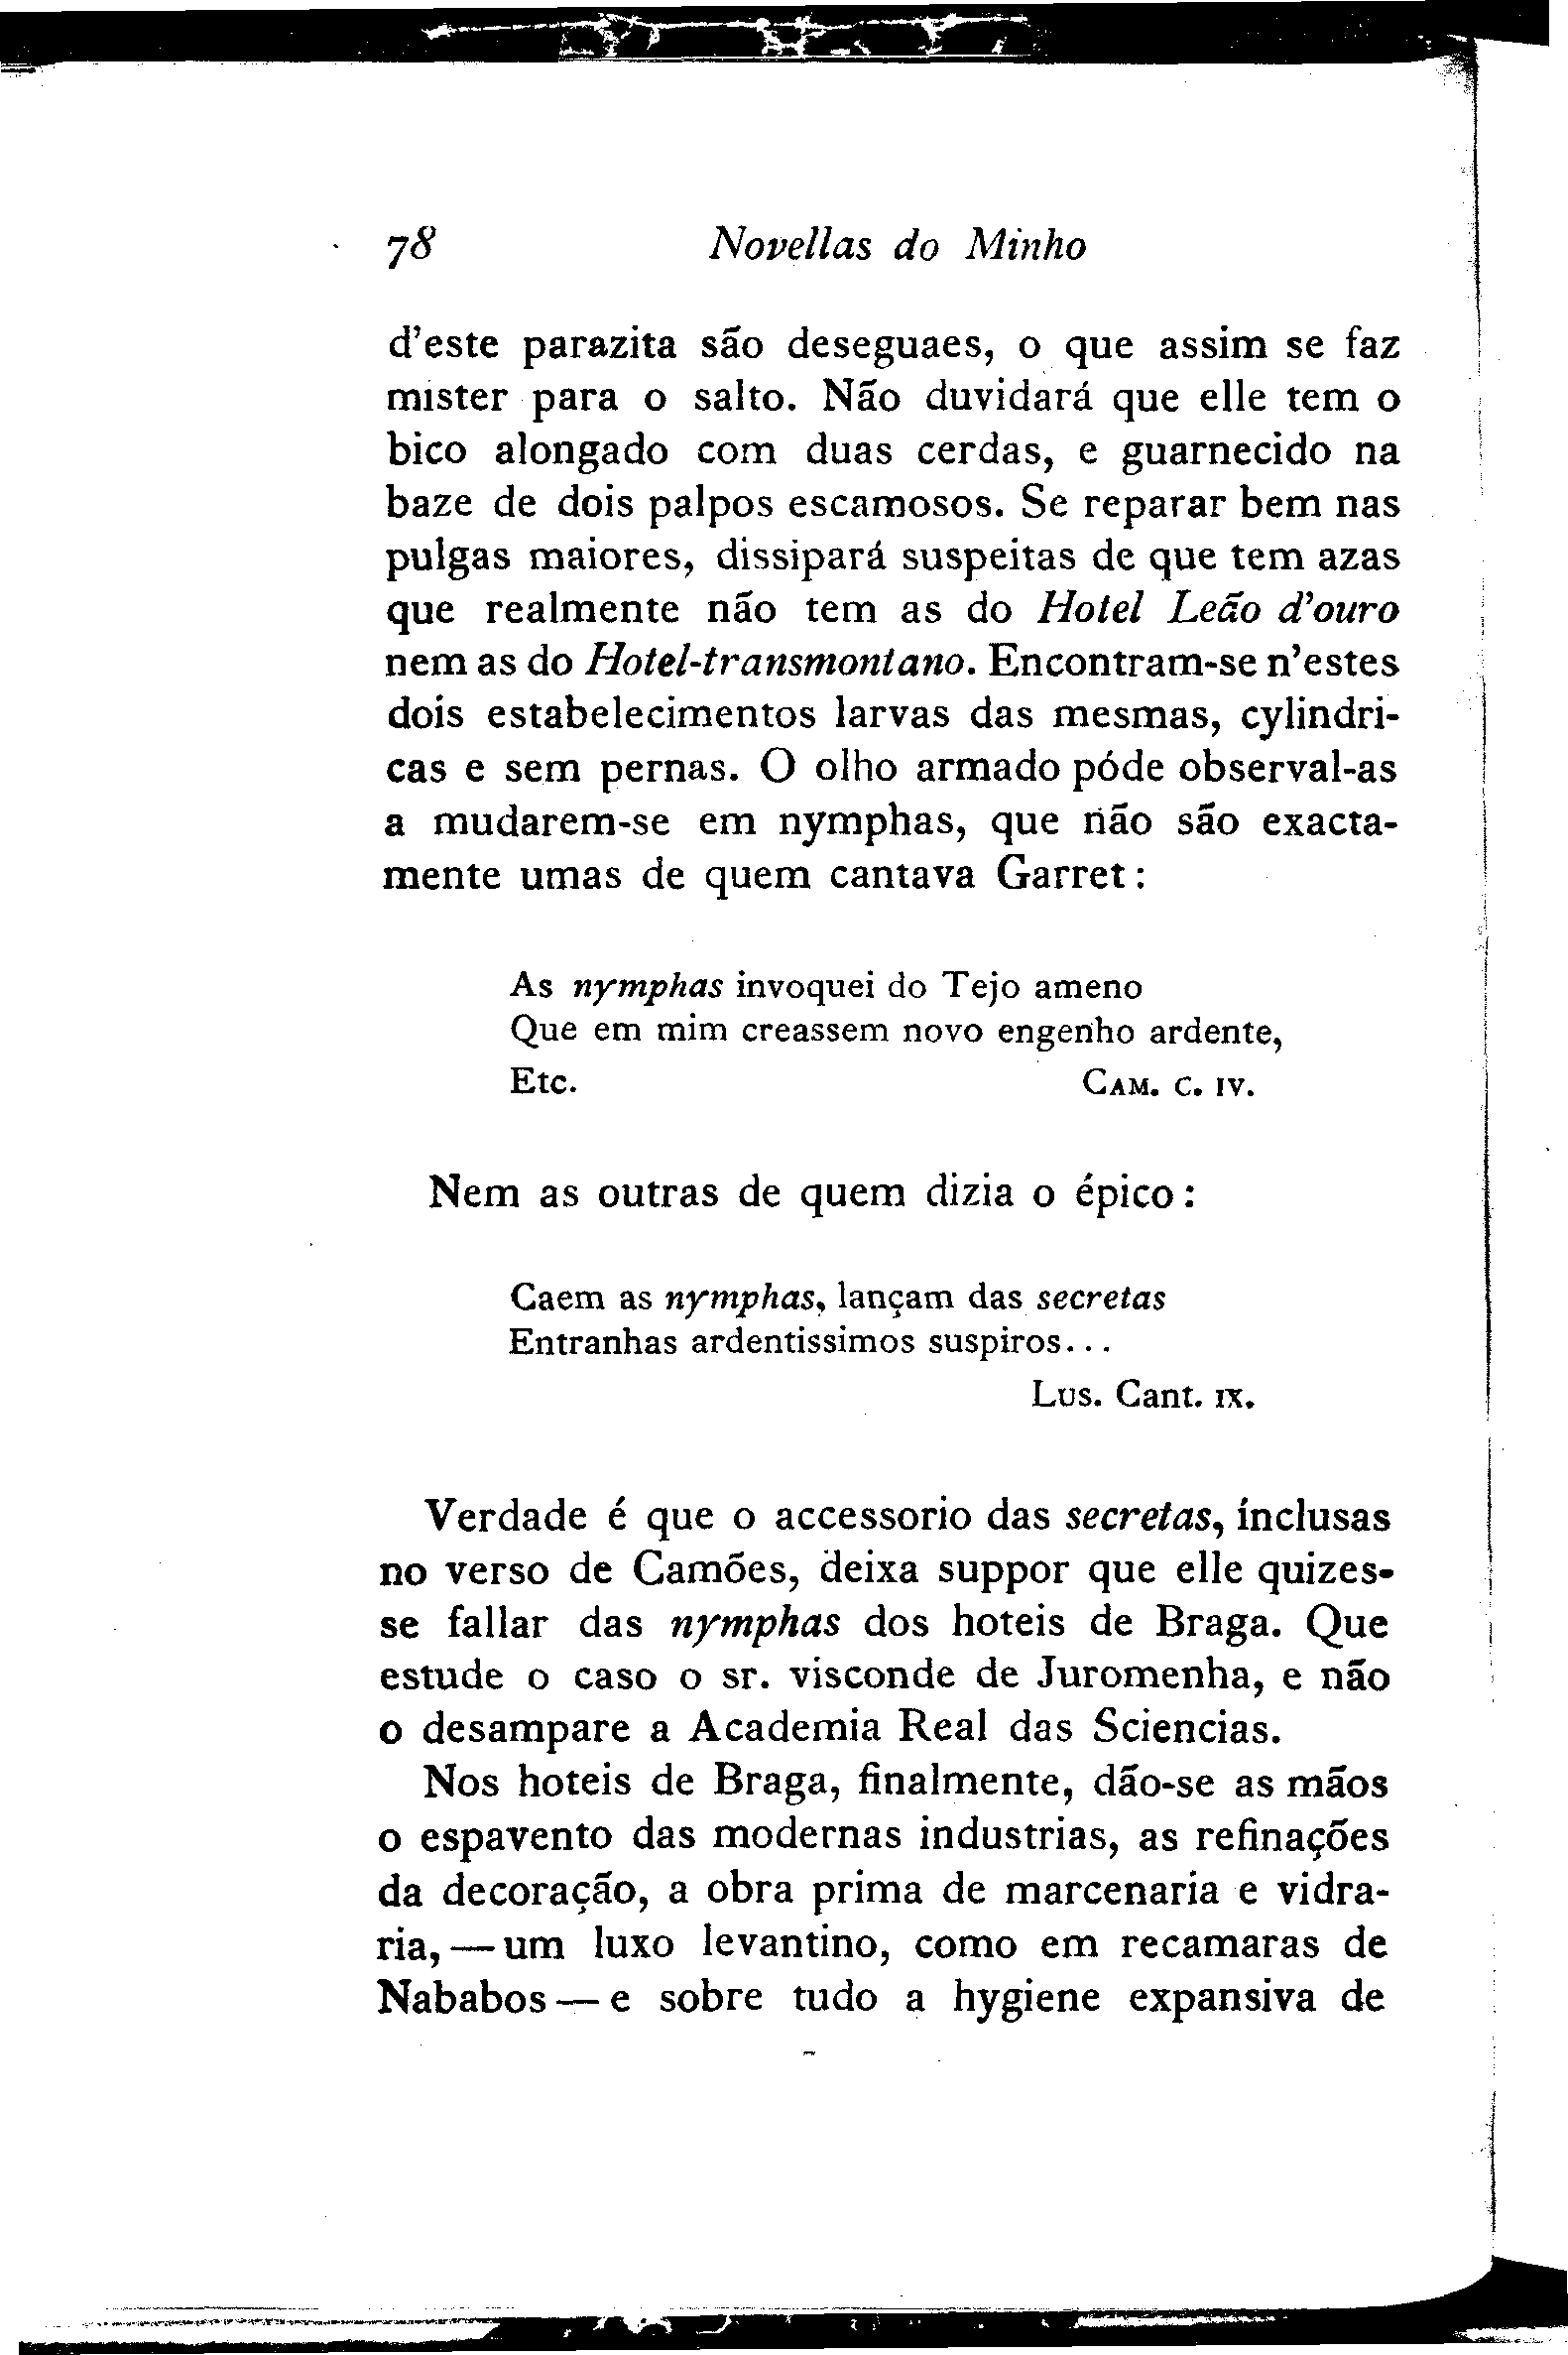 78 Novellas do Minho
d'este parazita são deseguaes, o que assim se faz
mister para o salto. Não duvidará que elle tem o
bico alongado com duas cerdas, e guarnecido na
baze de dois palpos escamosos. Se reparar bem nas
pulgas maiores, dissipará suspeitas de que tem azas
que realmente não tem as do Hotel Leão d'ouro
nem as do Hotel-transmontano. Encontram-se n'estes
dois estabelecimentos larvas das mesmas, cylindri-
cas e sem pernas. O olho armado póde observal-as
a mudarem-se em nymphas, que não são exacta-
mente umas de quem cantava Garret:
As nymphas invoquei do Tejo ameno
Que em mim creassem novo engenho ardente,
Etc. CAM. C. IV.
Nem as outras de quem dizia o épico:
Caem as nymphas, lançam das secretas
Entranhas ardentissimos suspiros...
Lus. Cant. IX.
Verdade é que o accessorio das secretas, inclusas
no verso de Camões, deixa suppor que elle quizes-
se fallar das nymphas dos hoteis de Braga. Que
estude o caso o sr. visconde de Juromenha, e não
o desampare a Academia Real das Sciencias.
Nos hoteis de Braga, finalmente, dão-se as mãos
o espavento das modernas industrias, as refinações
da decoração, a obra prima de marcenaria e vidra-
ria,—um luxo levantino, como em recamaras de
Nababos—e sobre tudo a hygiene expansiva de